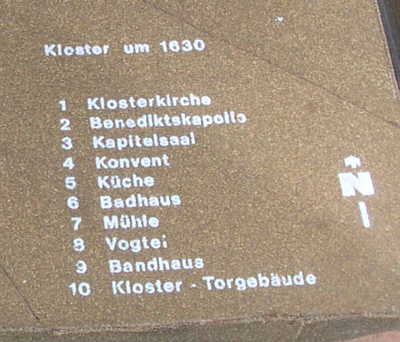 Kloster um 1630
1 Klosterkirche
2 Benediktskapelle
3 Kapitelsaal
4 Konvent
5 Küche
6 Badhaus
7 Mühle
8 Vogtei
9 Bandhaus
10 Kloster - Torgebäude
N